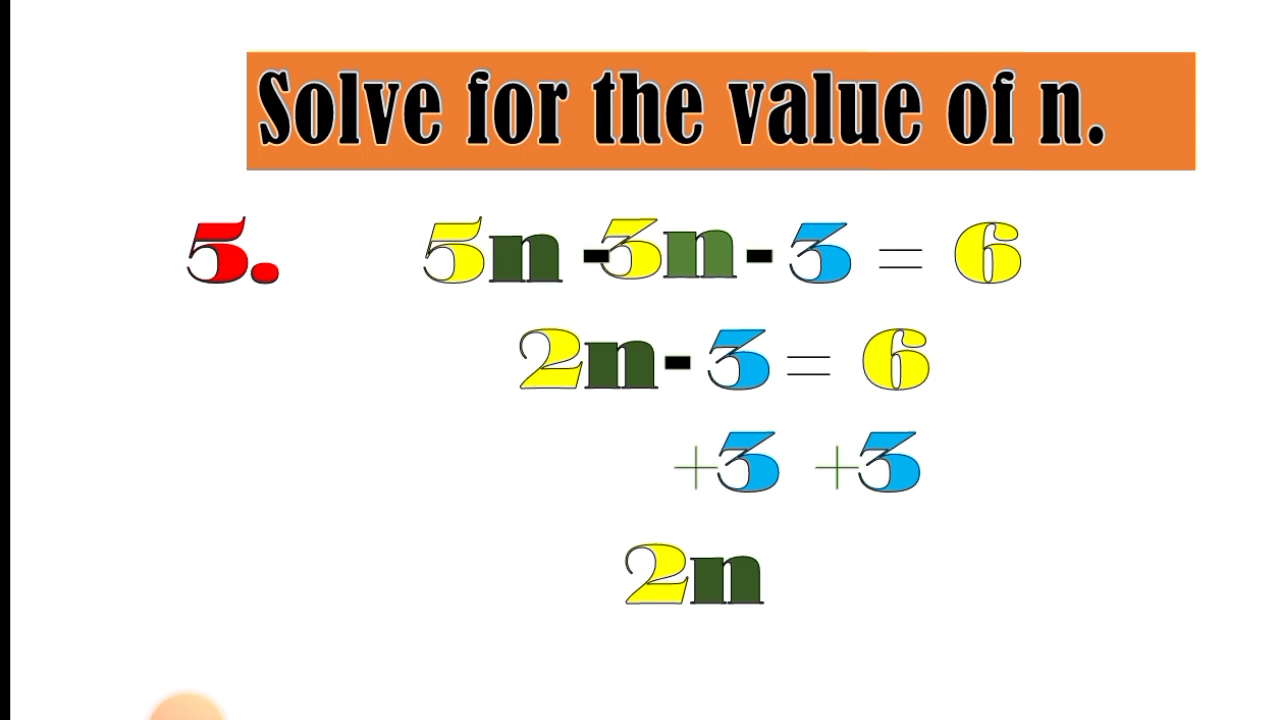 Solve for the value of n.
5. 5n -3n- 3 = 6
2n- 3 = 6
+3 +3
2n